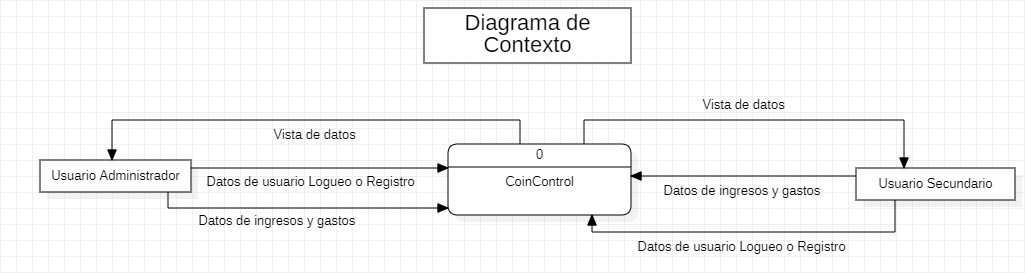 Diagrama de
Contexto
Vista de datos
Vista de datos
0
Usuario Administrador
CoinControl
Usuario Secundario
Datos de usuario Logueo o Registro
Datos de ingresos y gastos
Datos de ingresos y gastos
Datos de usuario Logueo o Registro